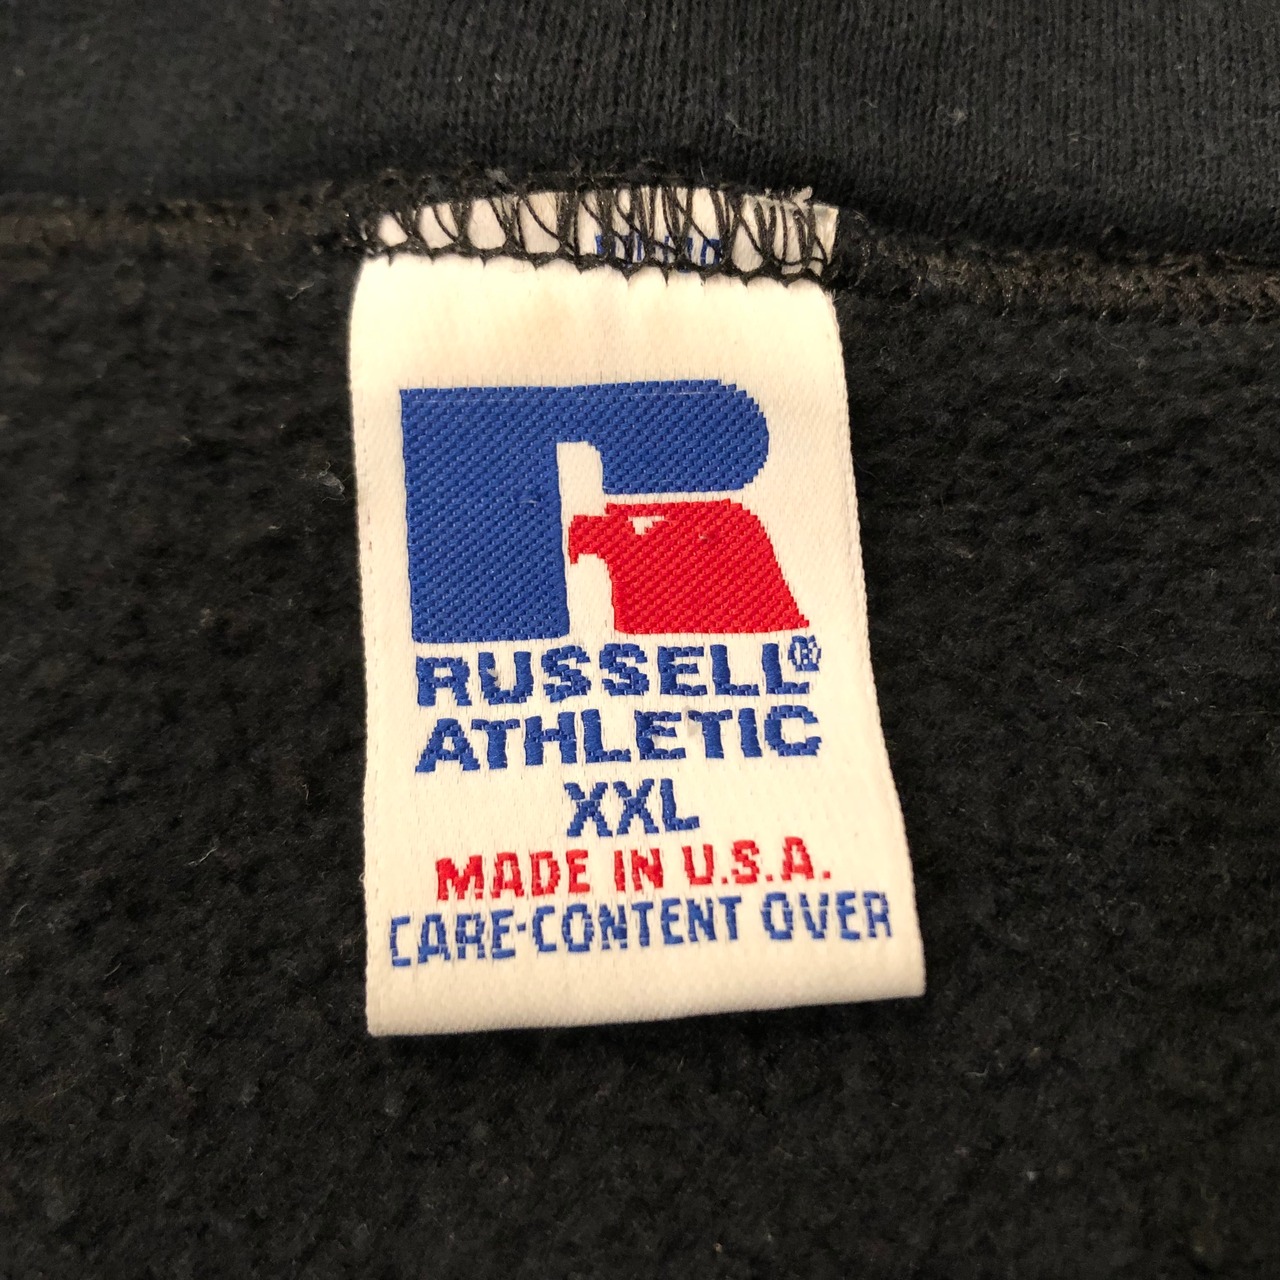 RUSSELL®
ATHLETIC
XXL
MADE IN U.S.A.
CARE-CONTENT OVER